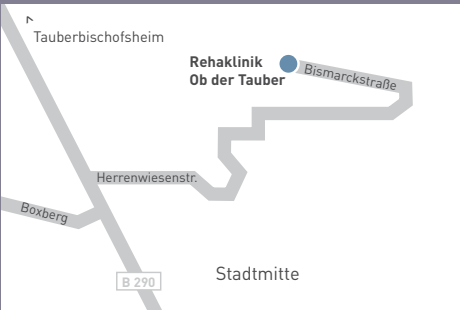 Tauberbischofsheim
Rehaklinik
Ob der Tauber
Bismarckstraße
Herrenwiesenstr.
Boxberg
B 290
Stadtmitte